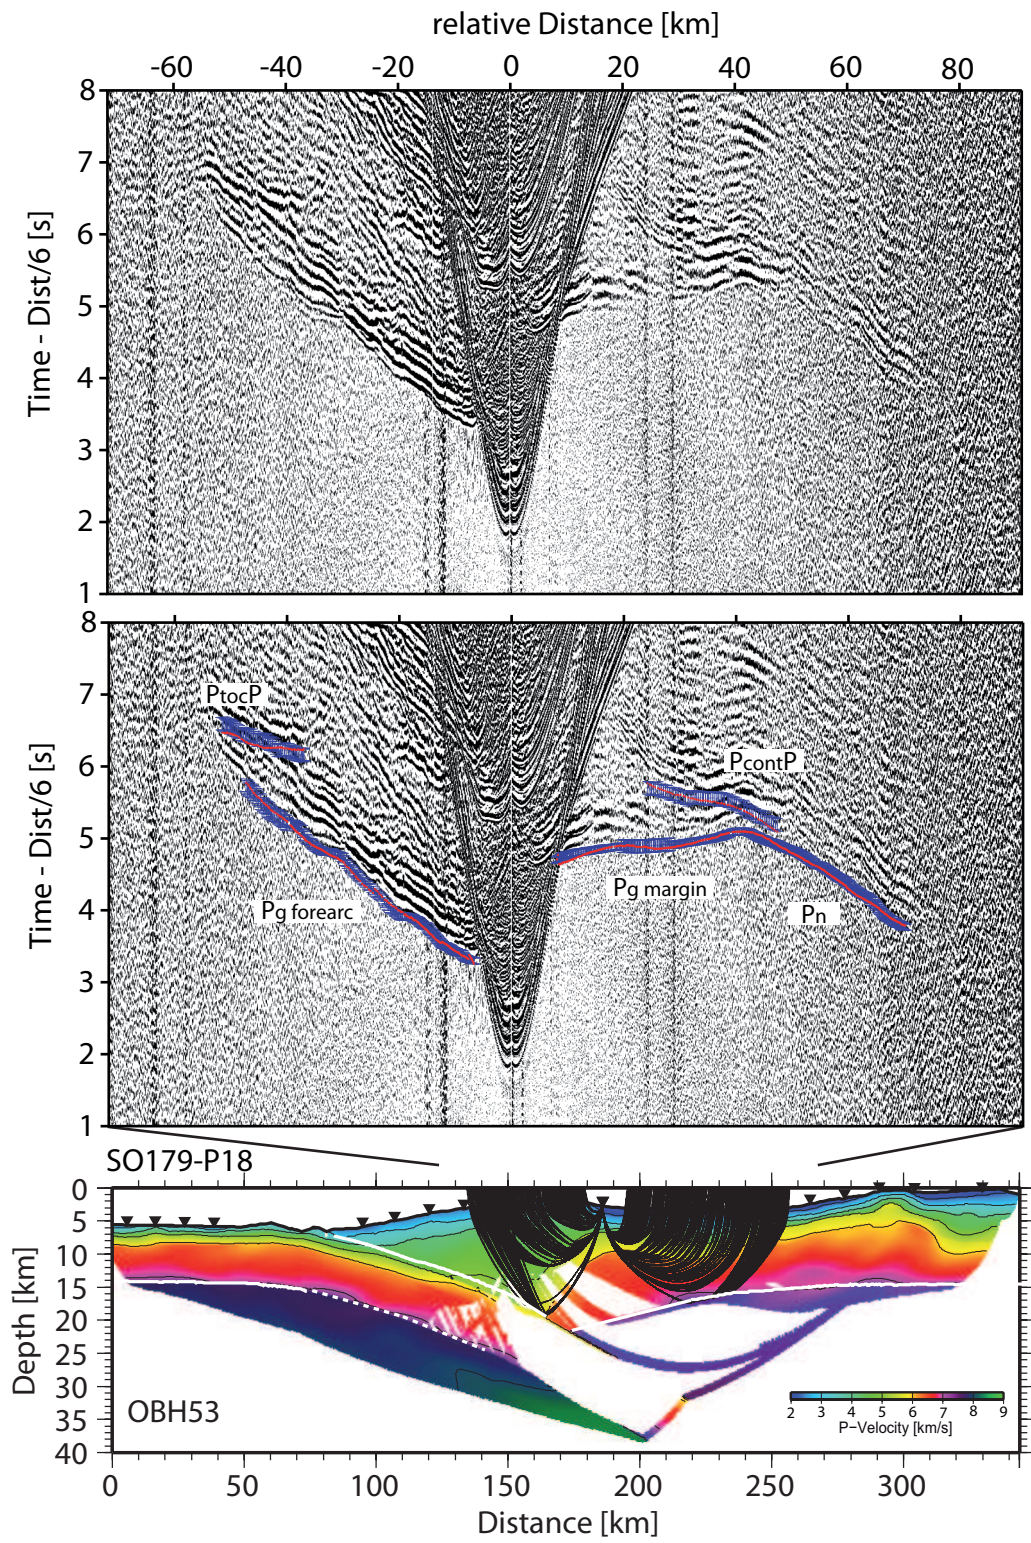 relative Distance [km]
-60 -40 -20 0 20 40 60 80
8
7
6
5
4
3
2
1
Time - Dist/6 [s]
8
7
6
5
4
3
2
1
Time - Dist/6 [s]
PtocP
PcontP
Pg forearc
Pg margin
Pn
SO179-P18
0
5
10
15
20
25
30
35
40
Depth [km]
OBH53
2 3 4 5 6 7 8 9
P-Velocity [km/s]
0 50 100 150 200 250 300
Distance [km]